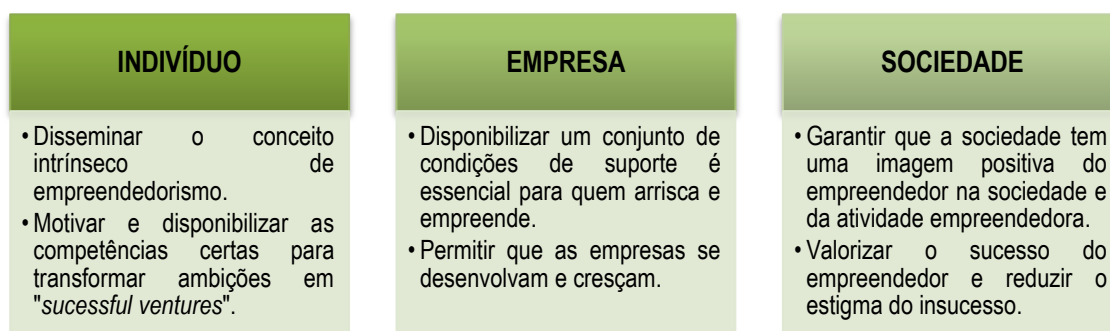 INDIVÍDUO
• Disseminar o conceito
intrínseco de
empreendedorismo.
• Motivar e disponibilizar as
competências certas para
transformar ambições em
"sucessful ventures".
EMPRESA
• Disponibilizar um conjunto de
condições de suporte é
essencial para quem arrisca e
empreende.
• Permitir que as empresas se
desenvolvam e cresçam.
SOCIEDADE
• Garantir que a sociedade tem
uma imagem positiva do
empreendedor na sociedade e
da atividade empreendedora.
• Valorizar o sucesso do
empreendedor e reduzir o
estigma do insucesso.